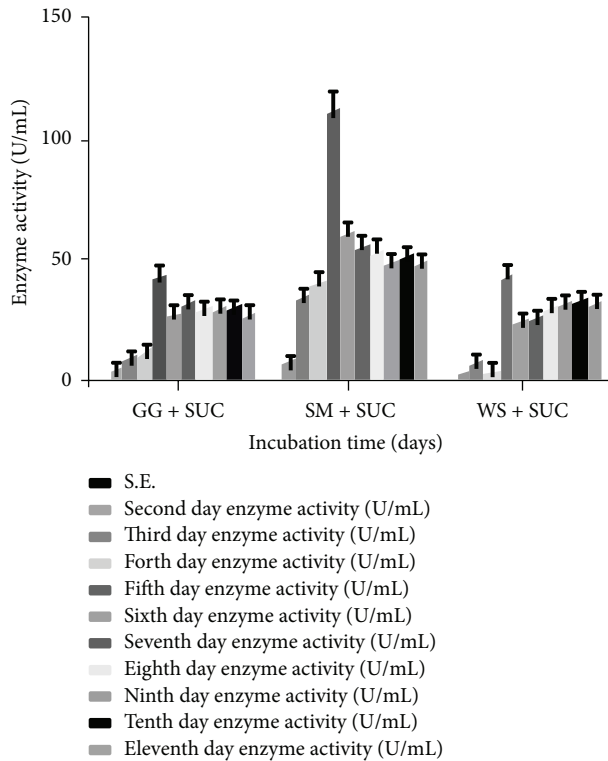 150
100
50
0
Enzyme activity (U/mL)
GG + SUC
SM + SUC
WS + SUC
Incubation time (days)
S.E.
Second day enzyme activity (U/mL)
Third day enzyme activity (U/mL)
Forth day enzyme activity (U/mL)
Fifth day enzyme activity (U/mL)
Sixth day enzyme activity (U/mL)
Seventh day enzyme activity (U/mL)
Eighth day enzyme activity (U/mL)
Ninth day enzyme activity (U/mL)
Tenth day enzyme activity (U/mL)
Eleventh day enzyme activity (U/mL)